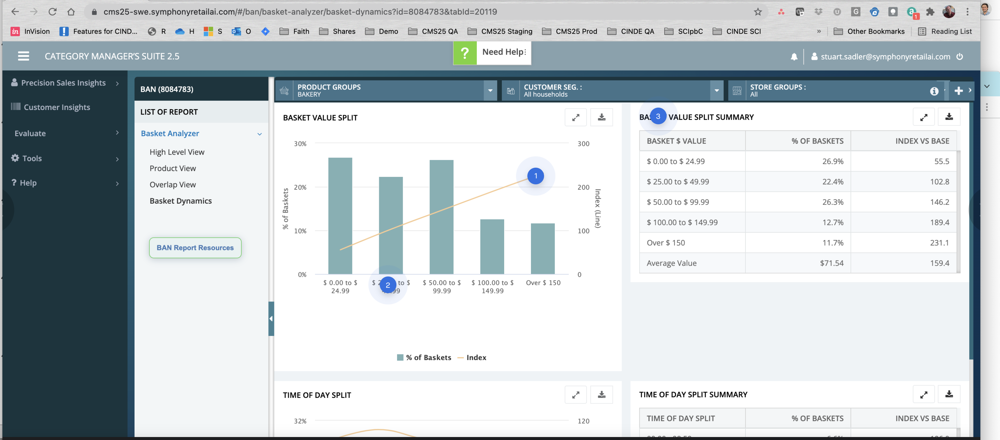 cms25-swe.symphonyretailai.com/#/ban/basket-analyzer/basket-dynamics?id=8084783&tabId=20119
1
in InVision
Features for CIND...
R
H
S
O
Faith
Shares
Demo
CMS25 QA
CMS25 Staging
CMS25 Prod
CINDE QA
SCIpbC
CINDE SCI
»
Other Bookmarks
Reading List
CATEGORY MANAGER'S SUITE 2.5
? Need Help
stuart.sadler@symphonyretailai.com
Precision Sales Insights
Customer Insights
Evaluate
Tools
? Help
BAN (8084783)
LIST OF REPORT
Basket Analyzer
High Level View
Product View
Overlap View
Basket Dynamics
BAN Report Resources
PRODUCT GROUPS
BAKERY
CUSTOMER SEG. :
All households
STORE GROUPS :
All
BASKET VALUE SPLIT
30%
20%
10%
0%
% of Baskets
300
200
100
0
Index (Line)
1
2
$ 0.00 to $
24.99
to $
99
$ 50.00 to $
99.99
$ 100.00 to $
149.99
Over $ 150
% of Baskets
Index
3
VALUE SPLIT SUMMARY
BASKET $ VALUE % OF BASKETS INDEX VS BASE
$ 0.00 to $ 24.99 26.9% 55.5
$ 25.00 to $ 49.99 22.4% 102.8
$ 50.00 to $ 99.99 26.3% 146.2
$ 100.00 to $ 149.99 12.7% 189.4
Over $ 150 11.7% 231.1
Average Value $71.54 159.4
TIME OF DAY SPLIT
32%
120
TIME OF DAY SPLIT SUMMARY
TIME OF DAY SPLIT % OF BASKETS INDEX VS BASE